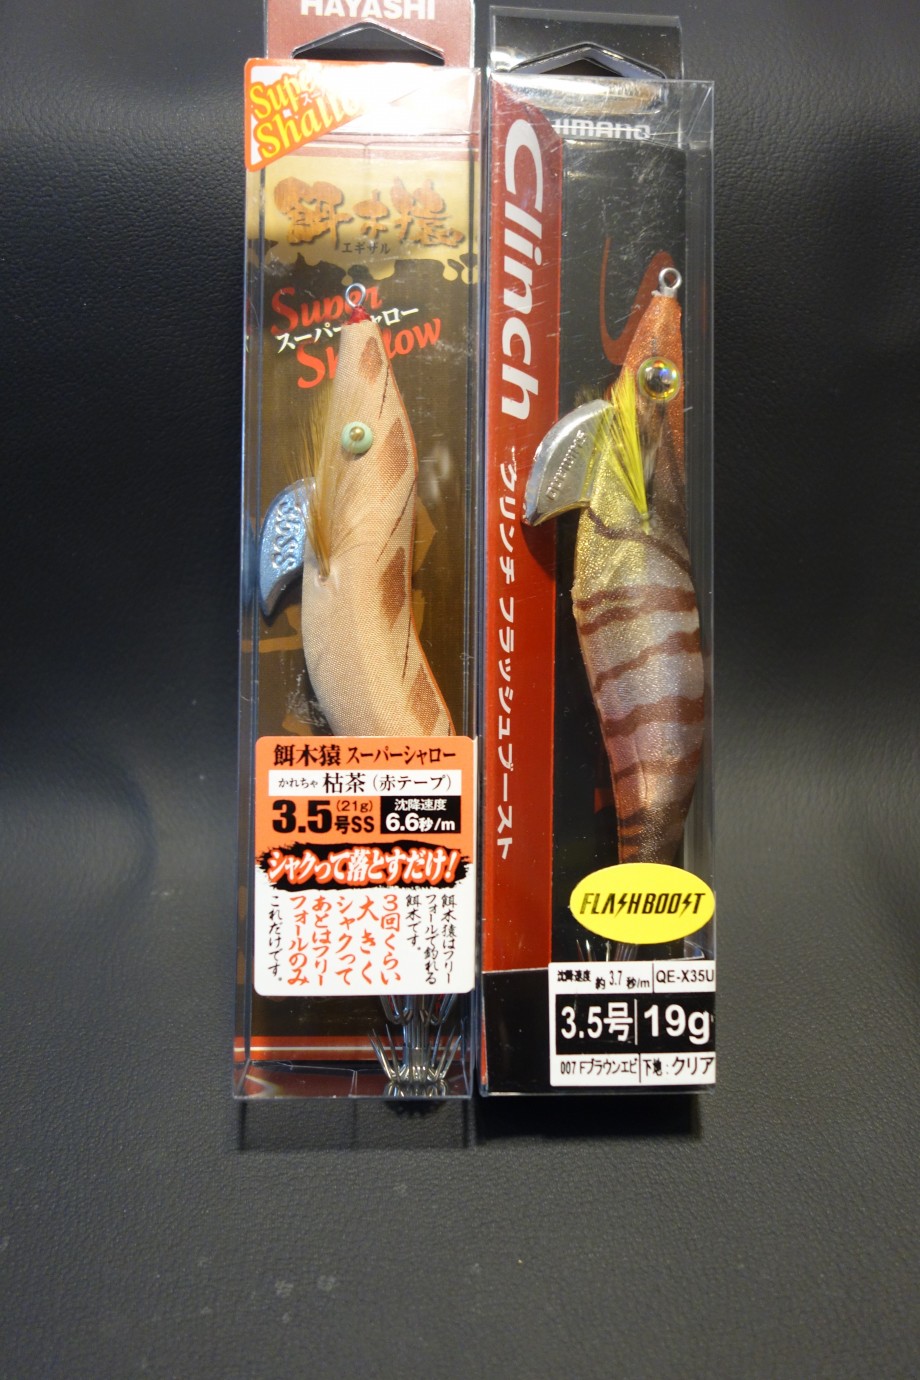 HAYASHI
Super
Shallow
餌木猿
エギザル
Super
スーパーシャロー
Shallow
餌木猿 スーパーシャロー
かれちゃ 枯茶 (赤テープ)
3.5号SS (21g)
沈降速度
6.6秒/m
シャクって落とすだけ!
餌木猿はフリー
フォールで釣れる
餌木です。
3回くらい
大きく
シャクって
あとはフリー
フォールのみ
これだけです。
3.5SS
SHIMANO
Clinch
クリンチ フラッシュブースト
SHIMANO
FLASHBOOST
沈降速度 約3.7秒/m QE-X35U
3.5号 19g
007 Fブラウンエビ 下地:クリア